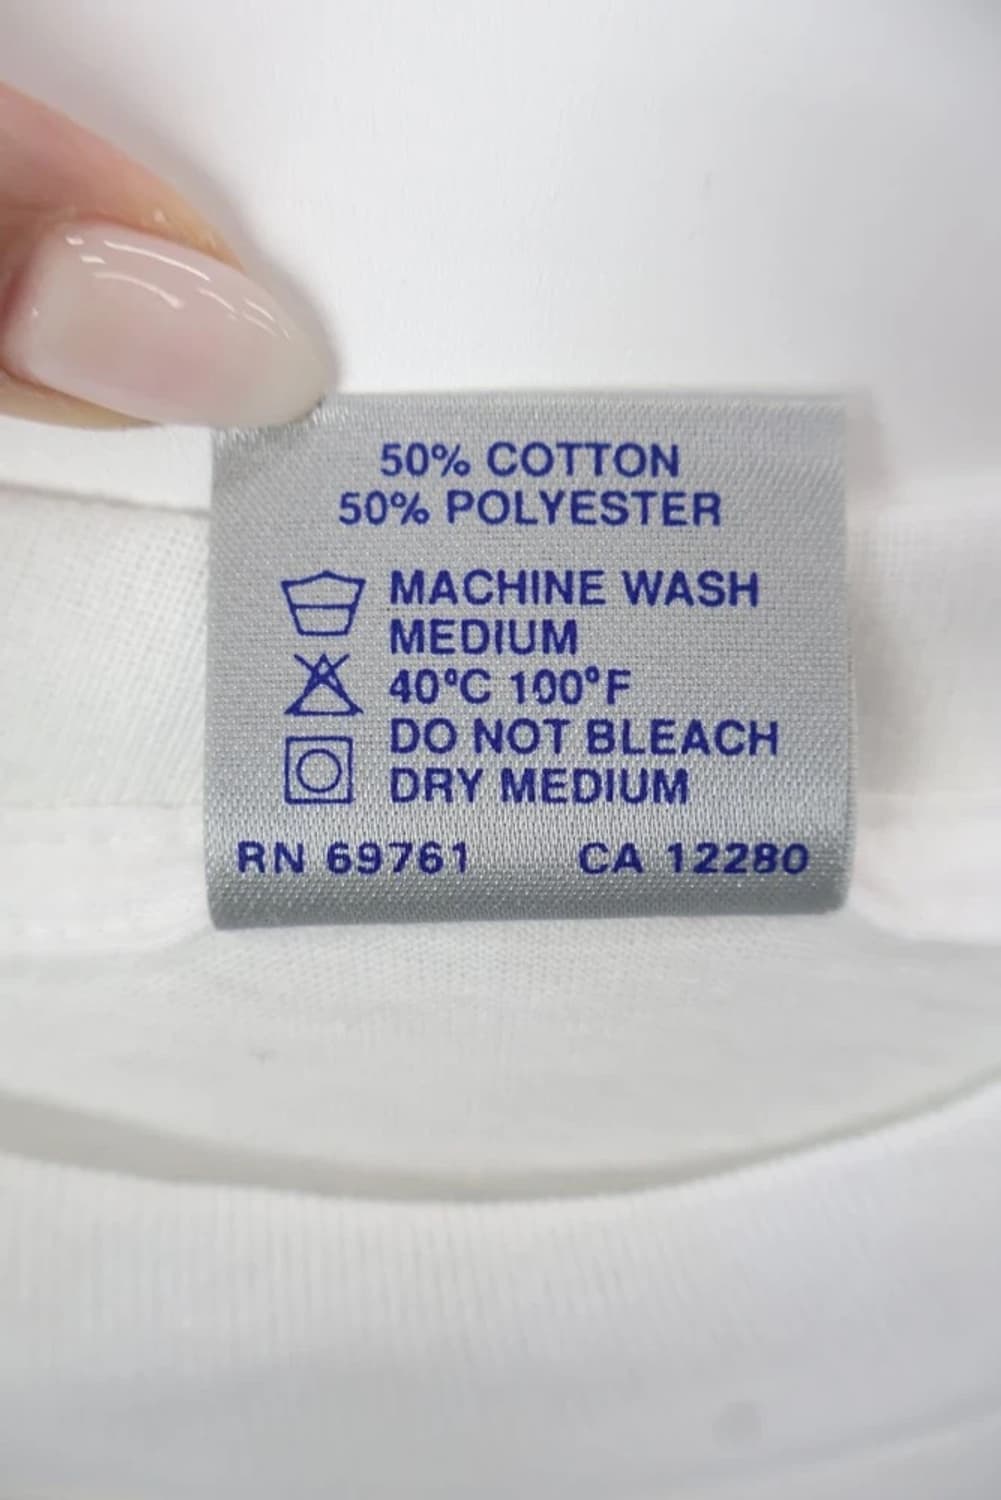 50% COTTON
50% POLYESTER
MACHINE WASH
MEDIUM
40°C 100°F
DO NOT BLEACH
DRY MEDIUM
RN 69761 CA 12280